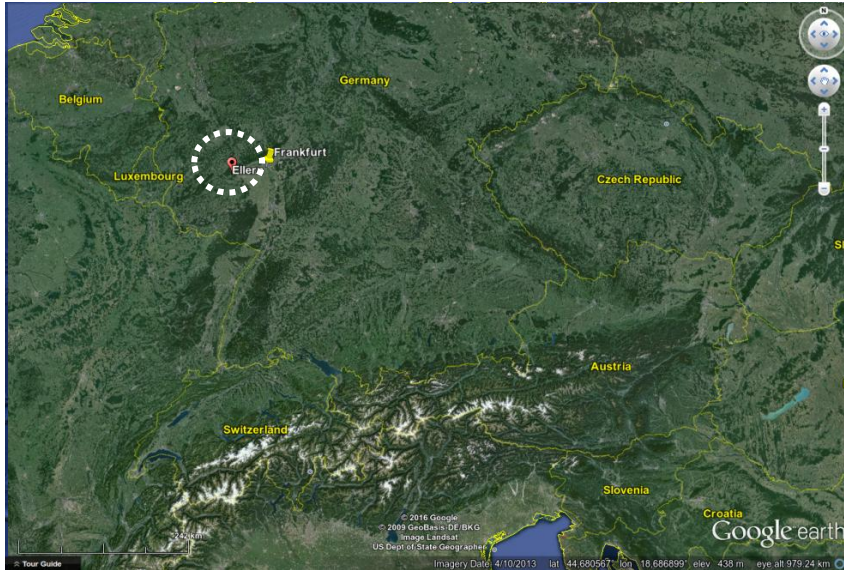 N
Germany
Belgium
Frankfurt
Eller
Luxembourg
Czech Republic
Austria
Switzerland
Slovenia
Croatia
© 2016 Google
© 2009 GeoBasis-DE/BKG
Image Landsat
US Dept of State Geographer
Google earth
242 km
Tour Guide
Imagery Date: 4/10/2013 lat 44.680567° lon 18.686899° elev 438 m eye alt 979.24 km